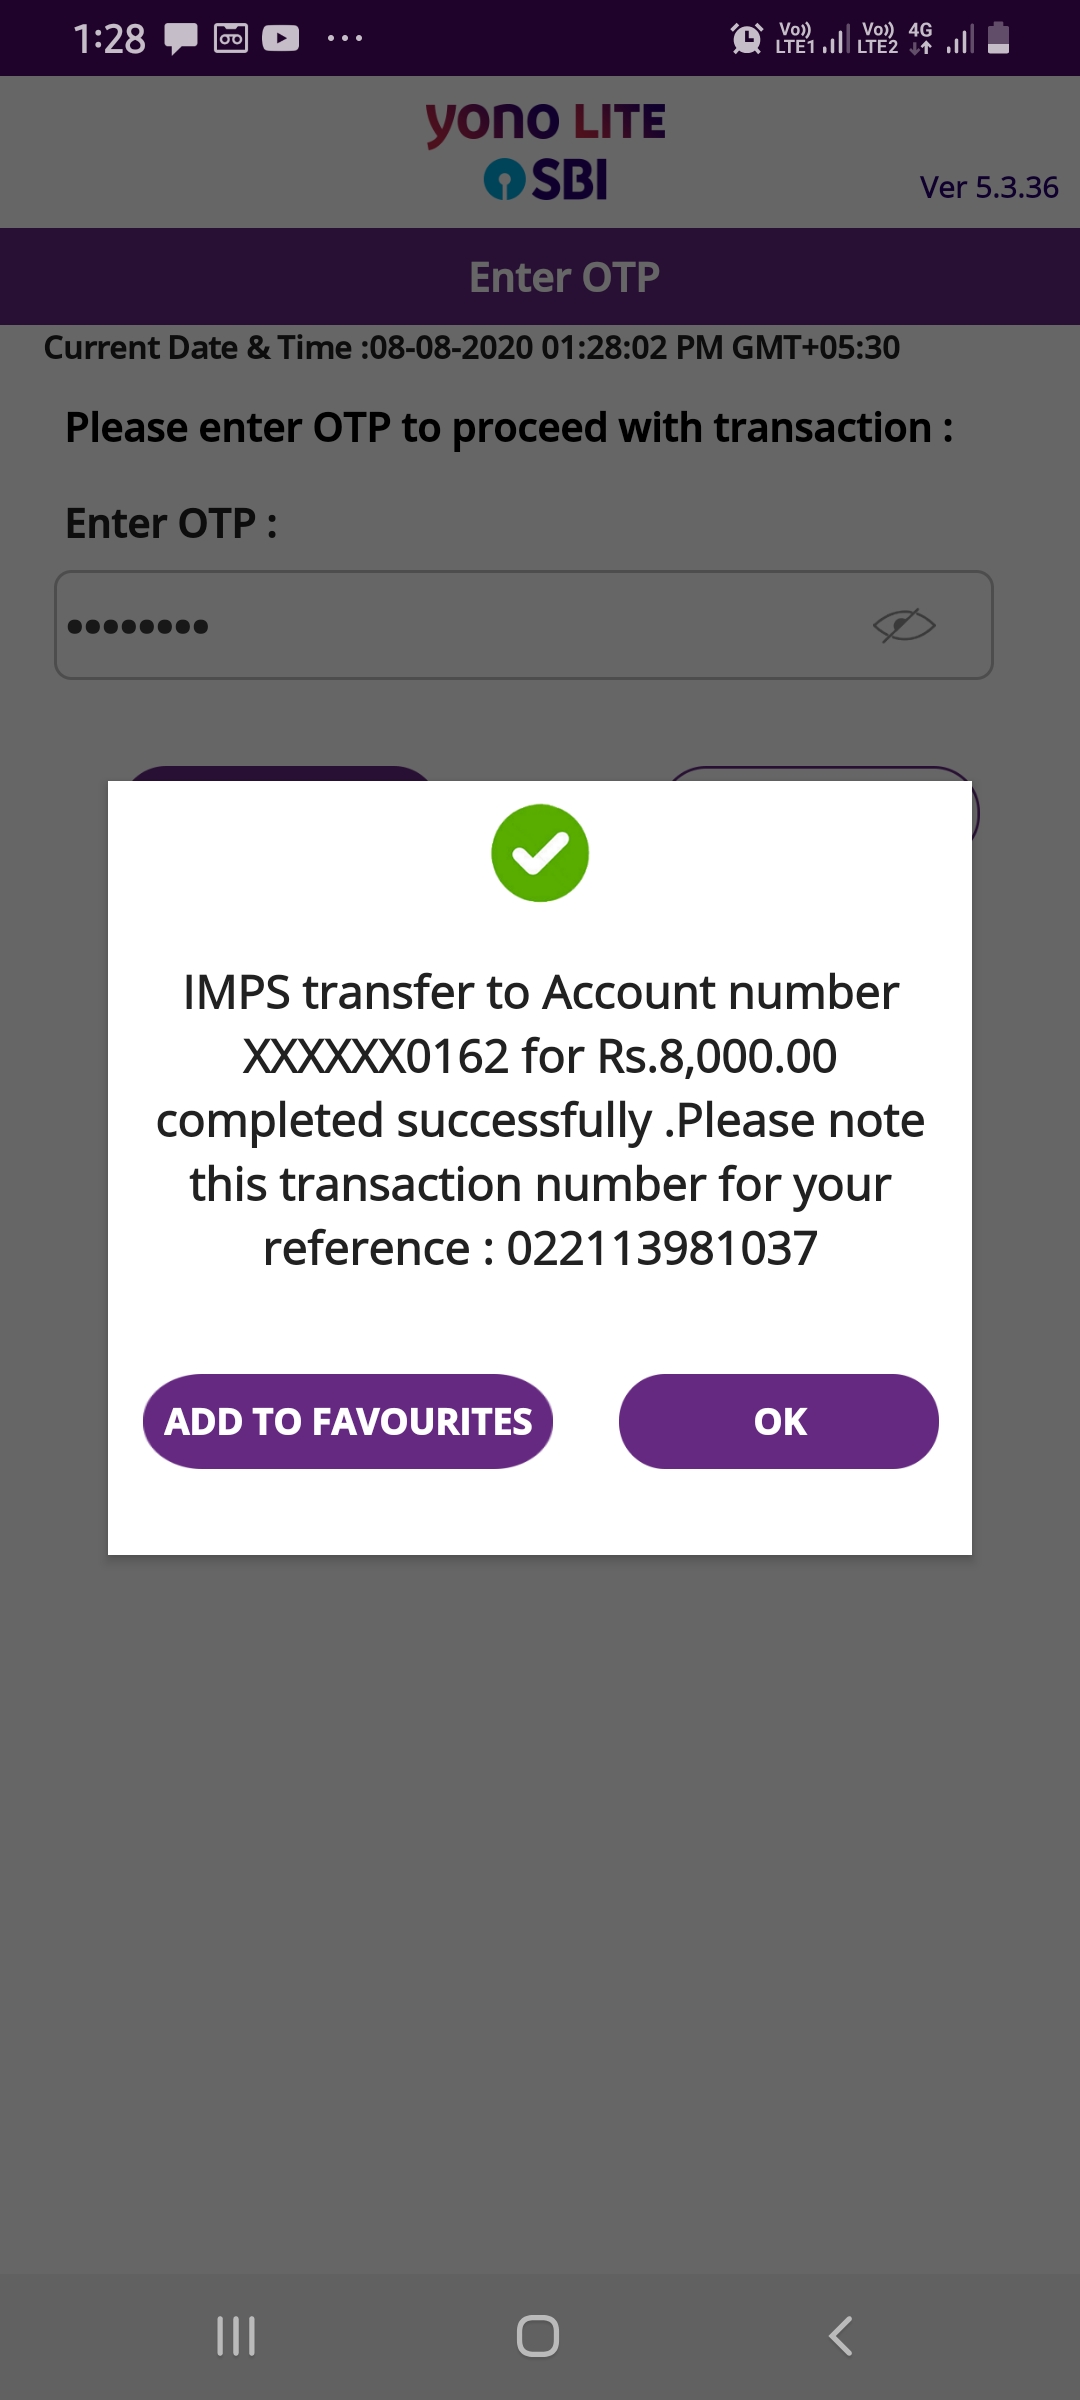 1:28 Vo)) LTE1 Vo)) LTE2 4G
yono LITE
SBI
Ver 5.3.36
Enter OTP
Current Date & Time :08-08-2020 01:28:02 PM GMT+05:30
Please enter OTP to proceed with transaction :
Enter OTP :
••••••••
IMPS transfer to Account number
XXXXXX0162 for Rs.8,000.00
completed successfully .Please note
this transaction number for your
reference : 022113981037
ADD TO FAVOURITES OK